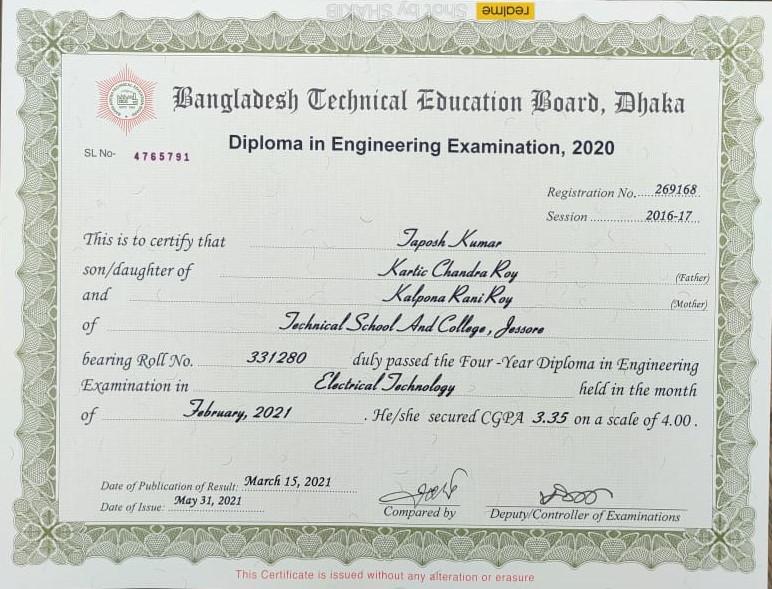 Shot by SHAKIB
realme
Bangladesh Technical Education Board, Dhaka
Diploma in Engineering Examination, 2020
SL No- 4765791
Registration No. 269168
Session 2016-17
This is to certify that Taposh Kumar
son/daughter of Kartic Chandra Roy (Father)
and Kalpona Rani Roy (Mother)
of Technical School And College, Jessore
bearing Roll No. 331280 duly passed the Four -Year Diploma in Engineering
Examination in Electrical Technology held in the month
of February, 2021 . He/she secured CGPA 3.35 on a scale of 4.00 .
Date of Publication of Result: March 15, 2021
Date of Issue: May 31, 2021
Compared by
Deputy/Controller of Examinations
This Certificate is issued without any alteration or erasure